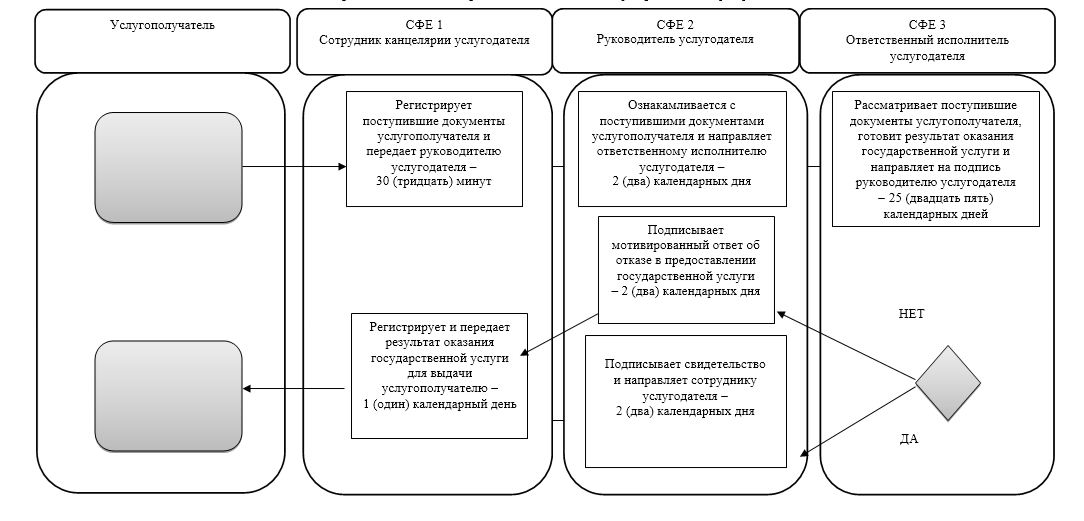 Услугополучатель
СФЕ 1
Сотрудник канцелярии услугодателя
СФЕ 2
Руководитель услугодателя
СФЕ 3
Ответственный исполнитель
услугодателя
Регистрирует
поступившие документы
услугополучателя и
передает руководителю
услугодателя –
30 (тридцать) минут
Ознакамливается с
поступившими документами
услугополучателя и направляет
ответственному исполнителю
услугодателя –
2 (два) календарных дня
Рассматривает поступившие
документы услугополучателя,
готовит результат оказания
государственной услуги и
направляет на подпись
руководителю услугодателя
– 25 (двадцать пять)
календарных дней
Подписывает
мотивированный ответ об
отказе в предоставлении
государственной услуги
– 2 (два) календарных дня
НЕТ
Регистрирует и передает
результат оказания
государственной услуги
для выдачи
услугополучателю –
1 (один) календарный день
Подписывает свидетельство
и направляет сотруднику
услугодателя –
2 (два) календарных дня
ДА